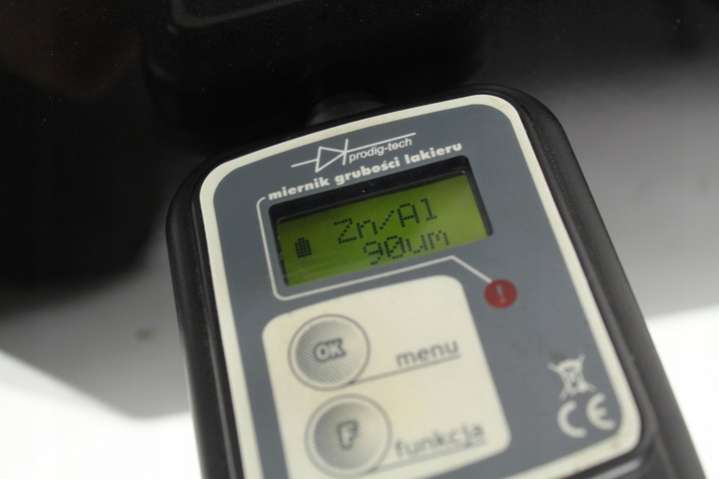 prodig-tech
miernik grubości lakieru
Zn/Al
90um
!
OK
menu
F
funkcja
CE